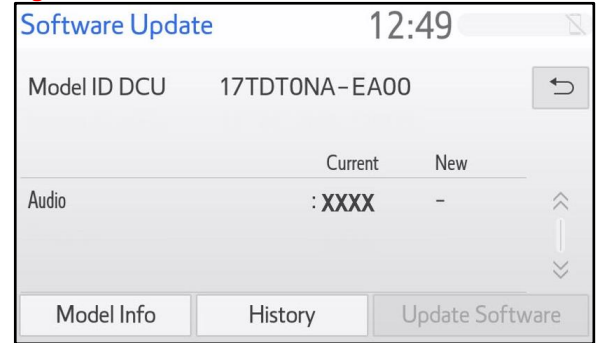 Software Update 12:49
Model ID DCU 17TDT0NA-EA00
Current New
Audio : XXXX -
Model Info History Update Software